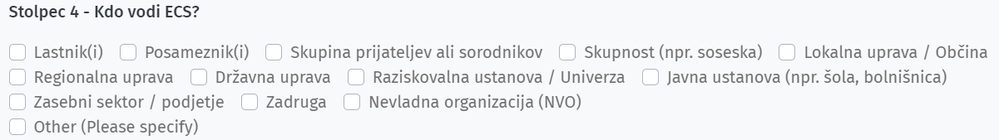 Stolpec 4 - Kdo vodi ECS?
Lastnik(i) Posameznik(i) Skupina prijateljev ali sorodnikov Skupnost (npr. soseska) Lokalna uprava / Občina
Regionalna uprava Državna uprava Raziskovalna ustanova / Univerza Javna ustanova (npr. šola, bolnišnica)
Zasebni sektor / podjetje Zadruga Nevladna organizacija (NVO)
Other (Please specify)